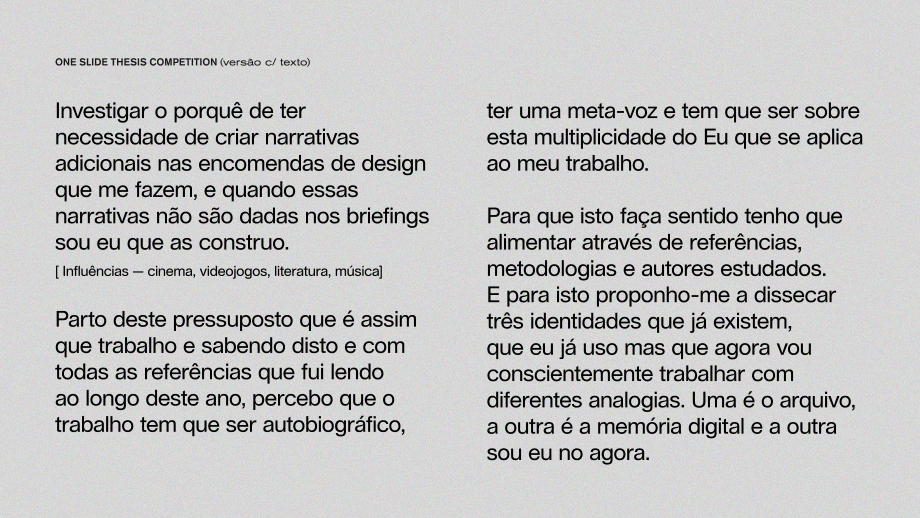 ONE SLIDE THESIS COMPETITION (versão c/ texto)
Investigar o porquê de ter
necessidade de criar narrativas
adicionais nas encomendas de design
que me fazem, e quando essas
narrativas não são dadas nos briefings
sou eu que as construo.
[ Influências — cinema, videojogos, literatura, música]
Parto deste pressuposto que é assim
que trabalho e sabendo disto e com
todas as referências que fui lendo
ao longo deste ano, percebo que o
trabalho tem que ser autobiográfico,
ter uma meta-voz e tem que ser sobre
esta multiplicidade do Eu que se aplica
ao meu trabalho.
Para que isto faça sentido tenho que
alimentar através de referências,
metodologias e autores estudados.
E para isto proponho-me a dissecar
três identidades que já existem,
que eu já uso mas que agora vou
conscientemente trabalhar com
diferentes analogias. Uma é o arquivo,
a outra é a memória digital e a outra
sou eu no agora.